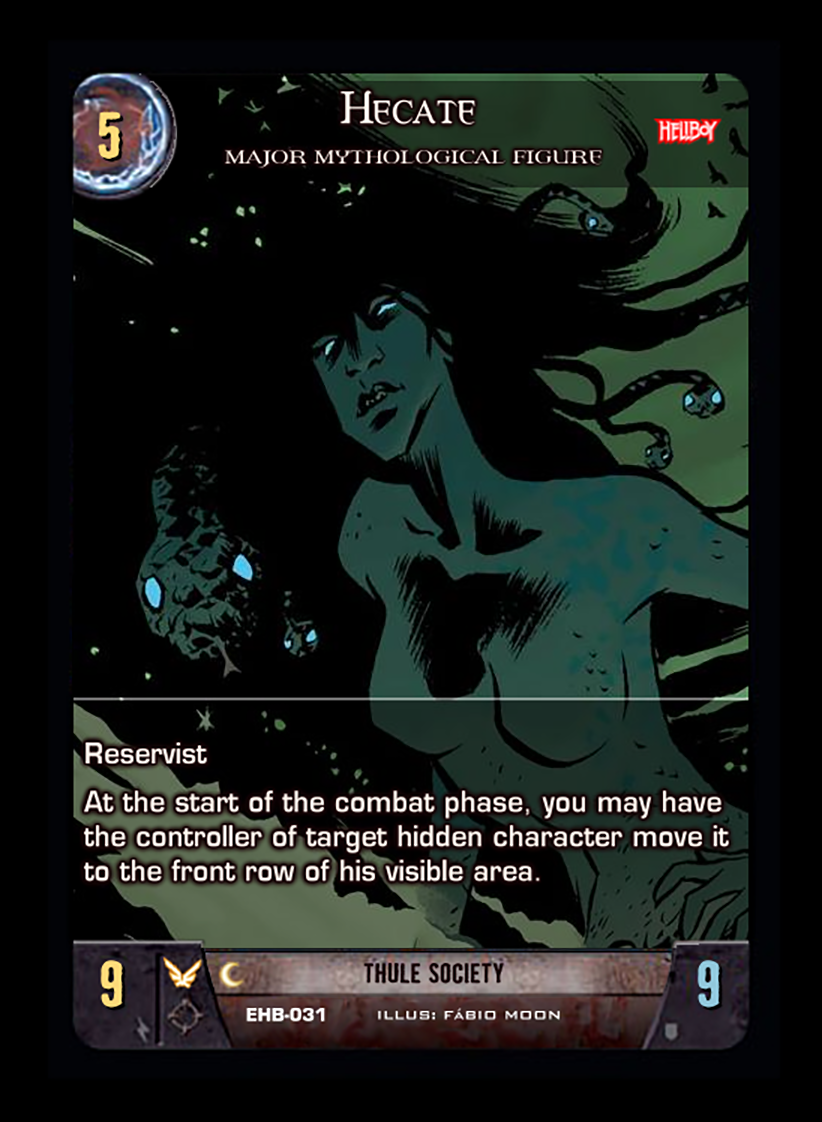 5
Hecate
HELLBOY
MAJOR MYTHOLOGICAL FIGURE
Reservist
At the start of the combat phase, you may have
the controller of target hidden character move it
to the front row of his visible area.
9
THULE SOCIETY
9
EHB-031
ILLUS: FÁBIO MOON